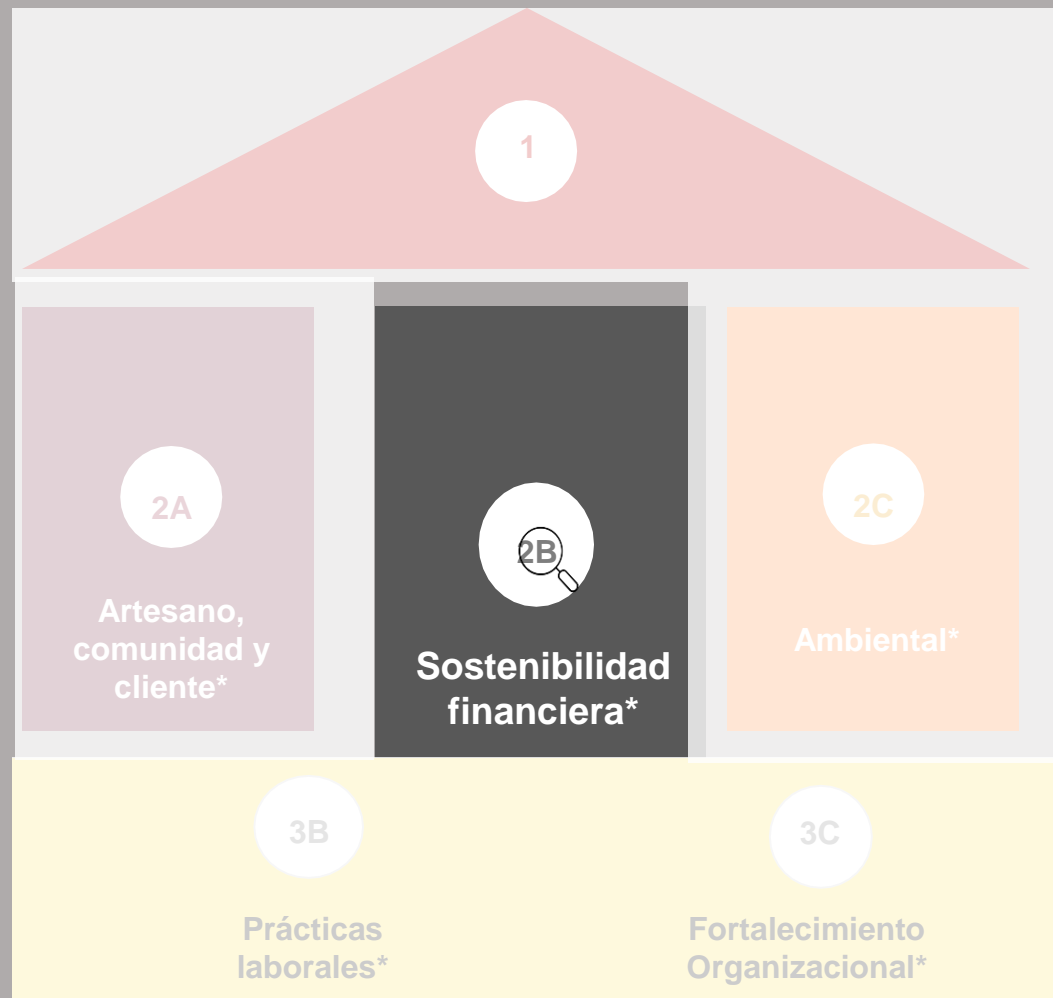 1
2A
Artesano,
comunidad y
cliente*
2B
Sostenibilidad
financiera*
2C
Ambiental*
3B
Prácticas
laborales*
3C
Fortalecimiento
Organizacional*